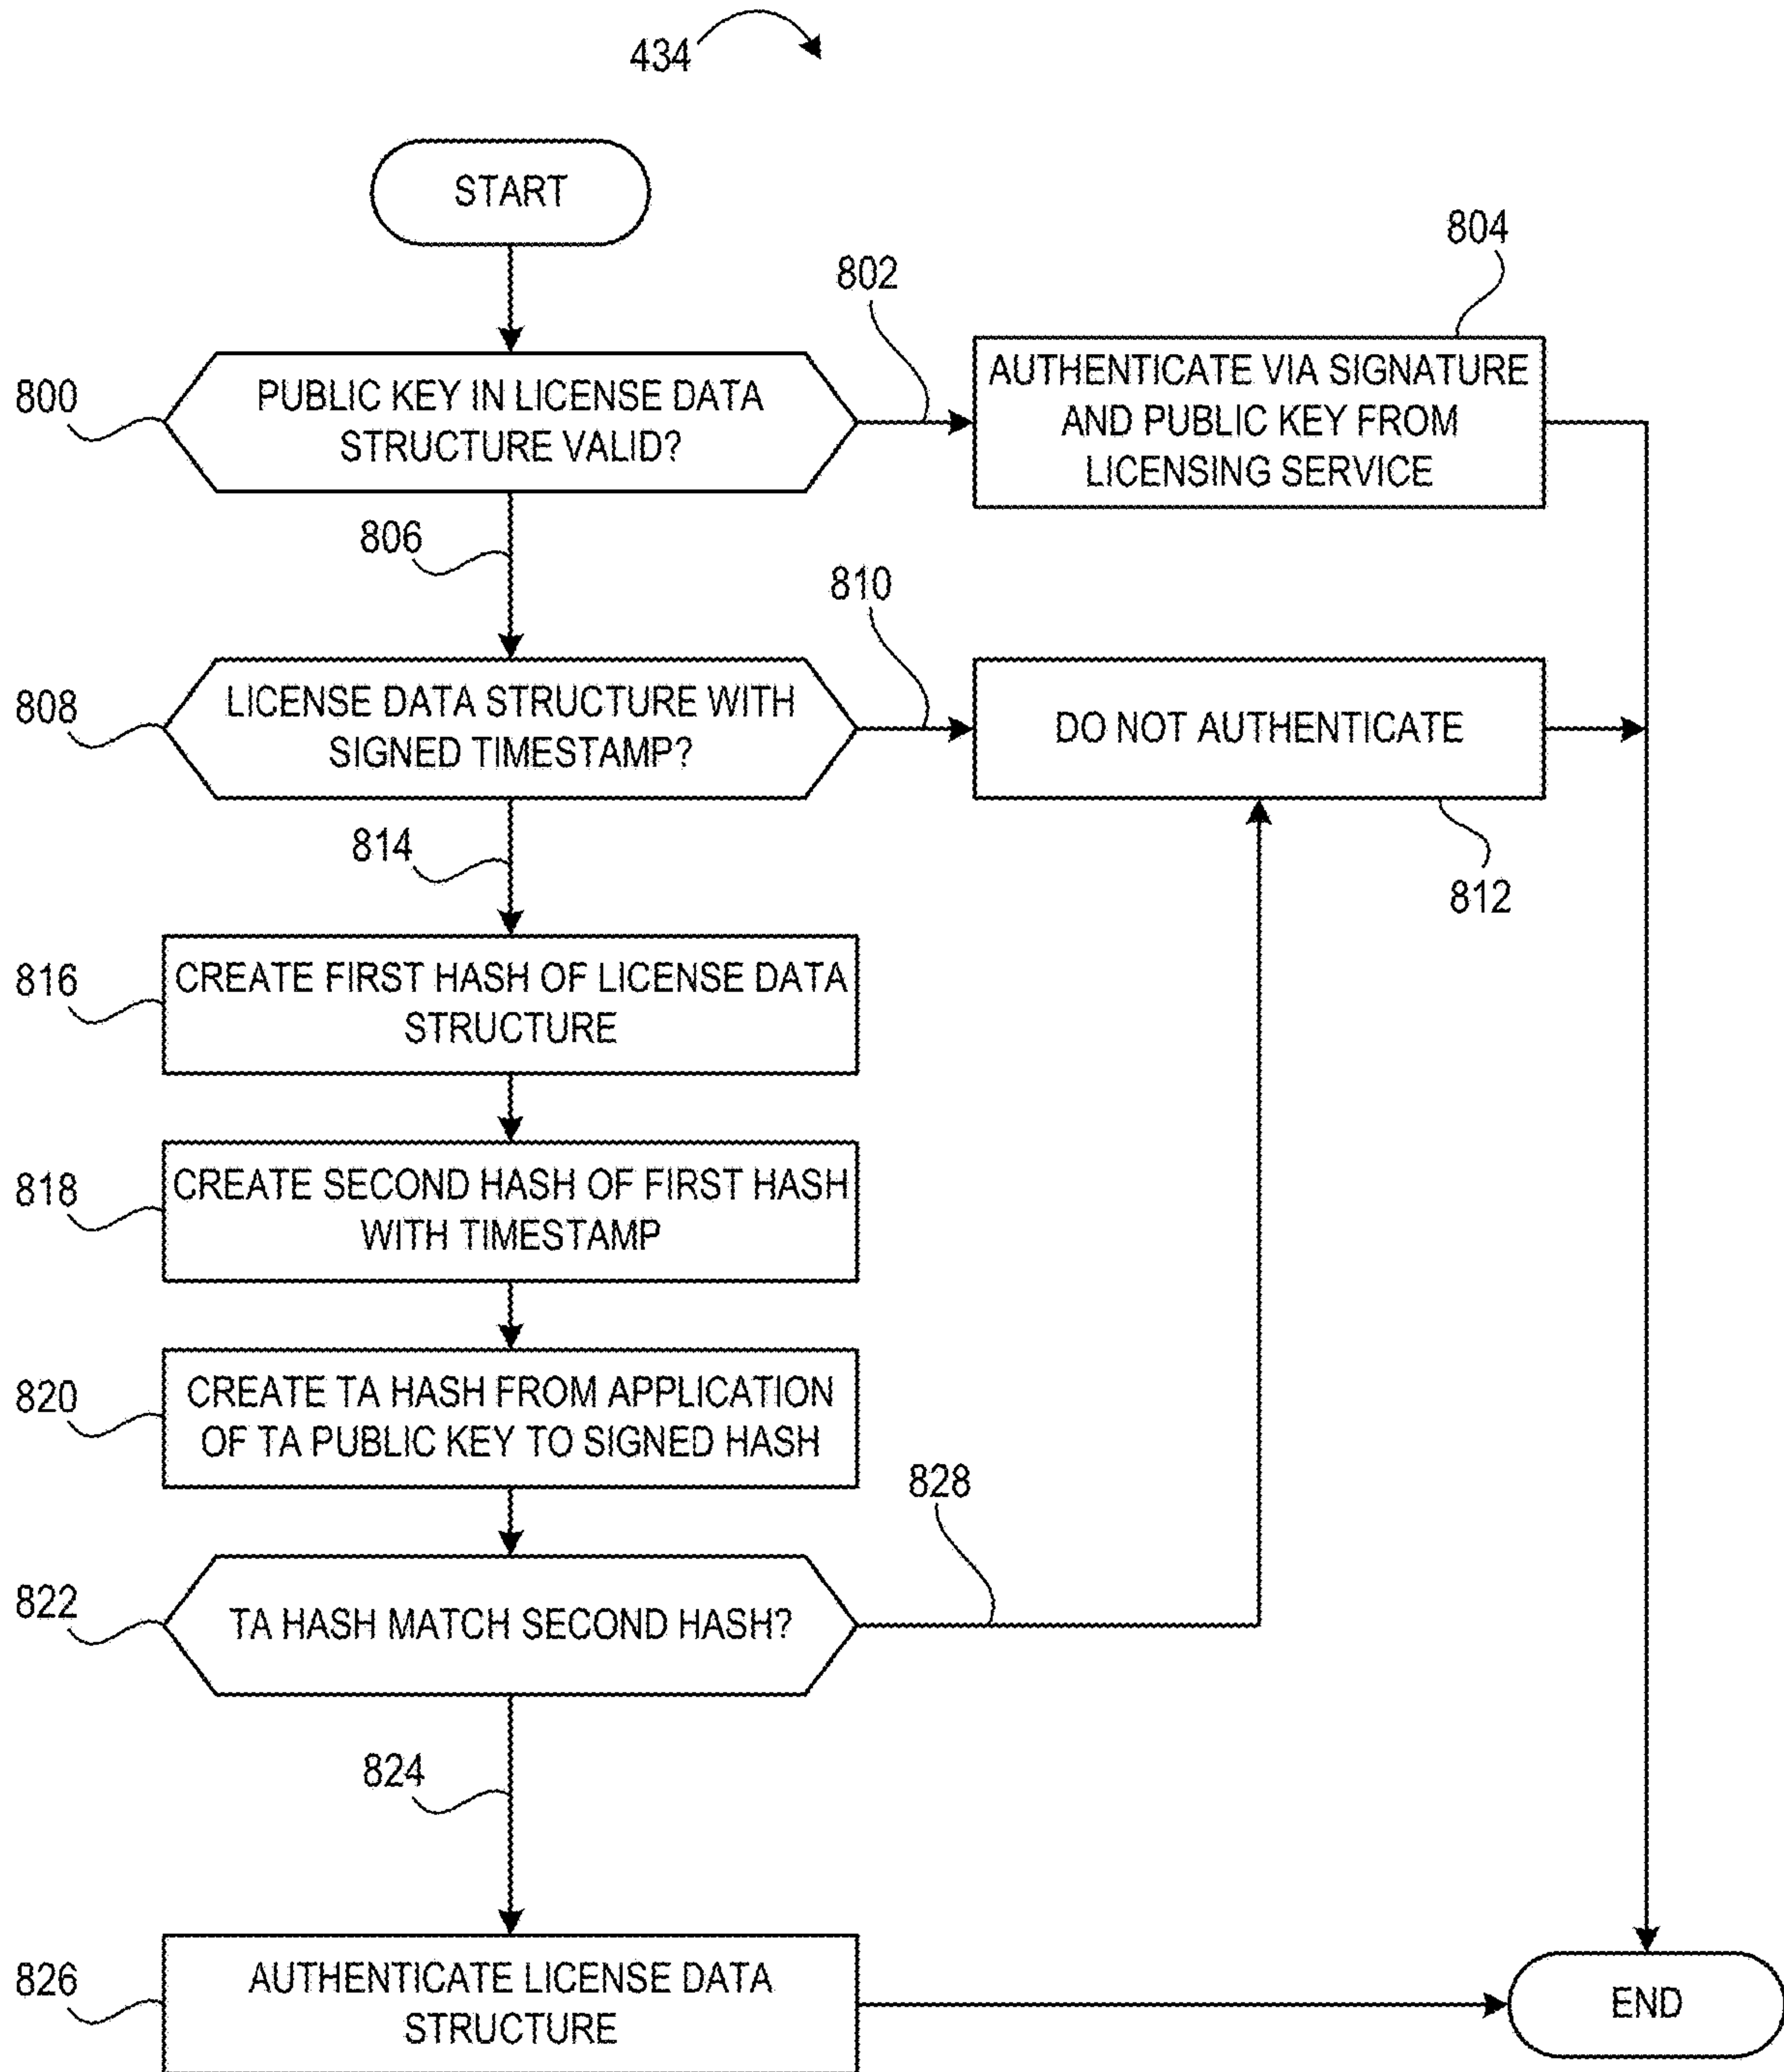 434
START
802
804
800
PUBLIC KEY IN LICENSE DATA
STRUCTURE VALID?
AUTHENTICATE VIA SIGNATURE
AND PUBLIC KEY FROM
LICENSING SERVICE
806
810
808
LICENSE DATA STRUCTURE WITH
SIGNED TIMESTAMP?
DO NOT AUTHENTICATE
814
812
816
CREATE FIRST HASH OF LICENSE DATA
STRUCTURE
818
CREATE SECOND HASH OF FIRST HASH
WITH TIMESTAMP
820
CREATE TA HASH FROM APPLICATION
OF TA PUBLIC KEY TO SIGNED HASH
828
822
TA HASH MATCH SECOND HASH?
824
826
AUTHENTICATE LICENSE DATA
STRUCTURE
END